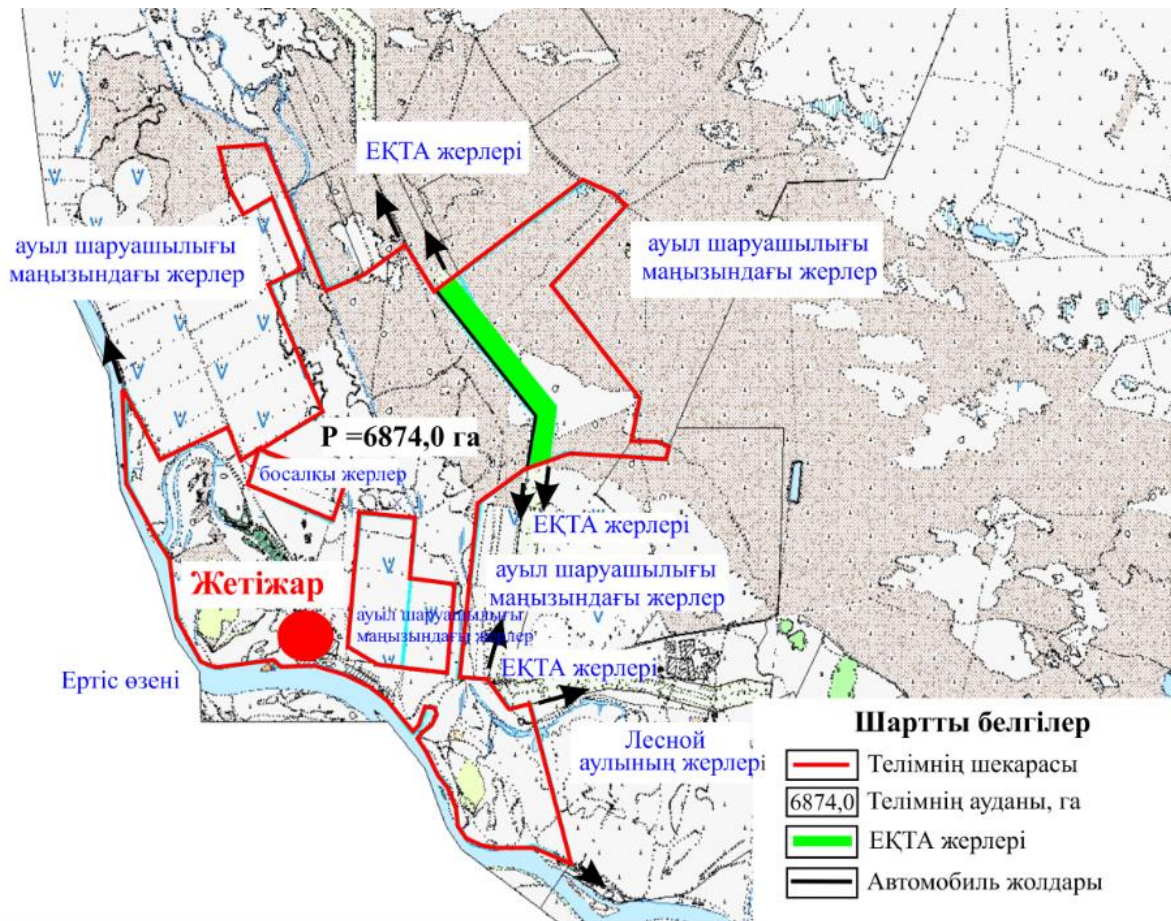 ЕҚТА жерлері
ауыл шаруашылығы
маңызындағы жерлер
ауыл шаруашылығы
маңызындағы жерлер
Р =6874,0 га
босалқы жерлер
ЕҚТА жерлері
ауыл шаруашылығы
маңызындағы жерлер
Жетіжар
ауыл шаруашылығы
маңызындағы жерлер
ЕҚТА жерлері
Ертіс өзені
Лесной
аулының жерлері
Шартты белгілер
Телімнің шекарасы
6874,0 Телімнің ауданы, га
ЕҚТА жерлері
Автомобиль жолдары